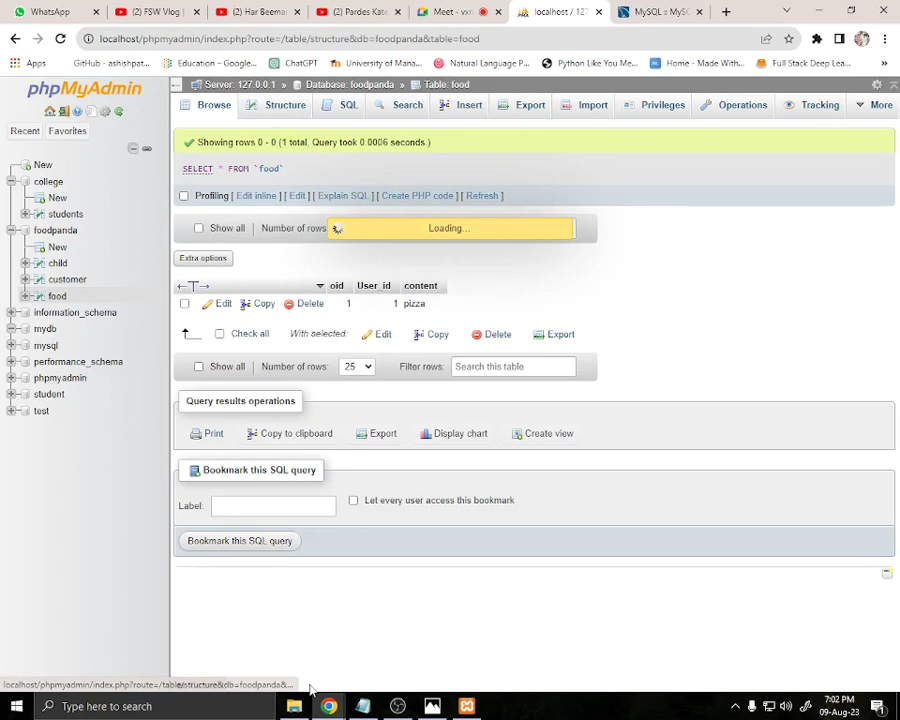 WhatsApp
(2) FSW Vlog
(2) Har Beemar
(2) Pardes Kate
Meet - vxn
localhost / 127
MySQL :: MySQ
localhost/phpmyadmin/index.php?route=/table/structure&db=foodpanda&table=food
Apps
GitHub - ashishpat...
Education - Google...
ChatGPT
University of Mana...
Natural Language P...
Python Like You Me...
Home - Made With...
Full Stack Deep Lea...
phpMyAdmin
Recent
Favorites
New
college
New
students
foodpanda
New
child
customer
food
information_schema
mydb
mysql
performance_schema
phpmyadmin
student
test
Server: 127.0.0.1 » Database: foodpanda » Table: food
Browse
Structure
SQL
Search
Insert
Export
Import
Privileges
Operations
Tracking
More
Showing rows 0 - 0 (1 total, Query took 0.0006 seconds.)
SELECT * FROM `food`
Profiling [ Edit inline ] [ Edit ] [ Explain SQL ] [ Create PHP code ] [ Refresh ]
Show all
Number of rows
Loading...
Extra options
←T→
oid User_id content
Edit Copy Delete 1 1 pizza
Check all With selected: Edit Copy Delete Export
Show all Number of rows: 25 Filter rows: Search this table
Query results operations
Print Copy to clipboard Export Display chart Create view
Bookmark this SQL query
Label: Let every user access this bookmark
Bookmark this SQL query
localhost/phpmyadmin/index.php?route=/table/structure&db=foodpanda&...
Type here to search
7:02 PM
09-Aug-23